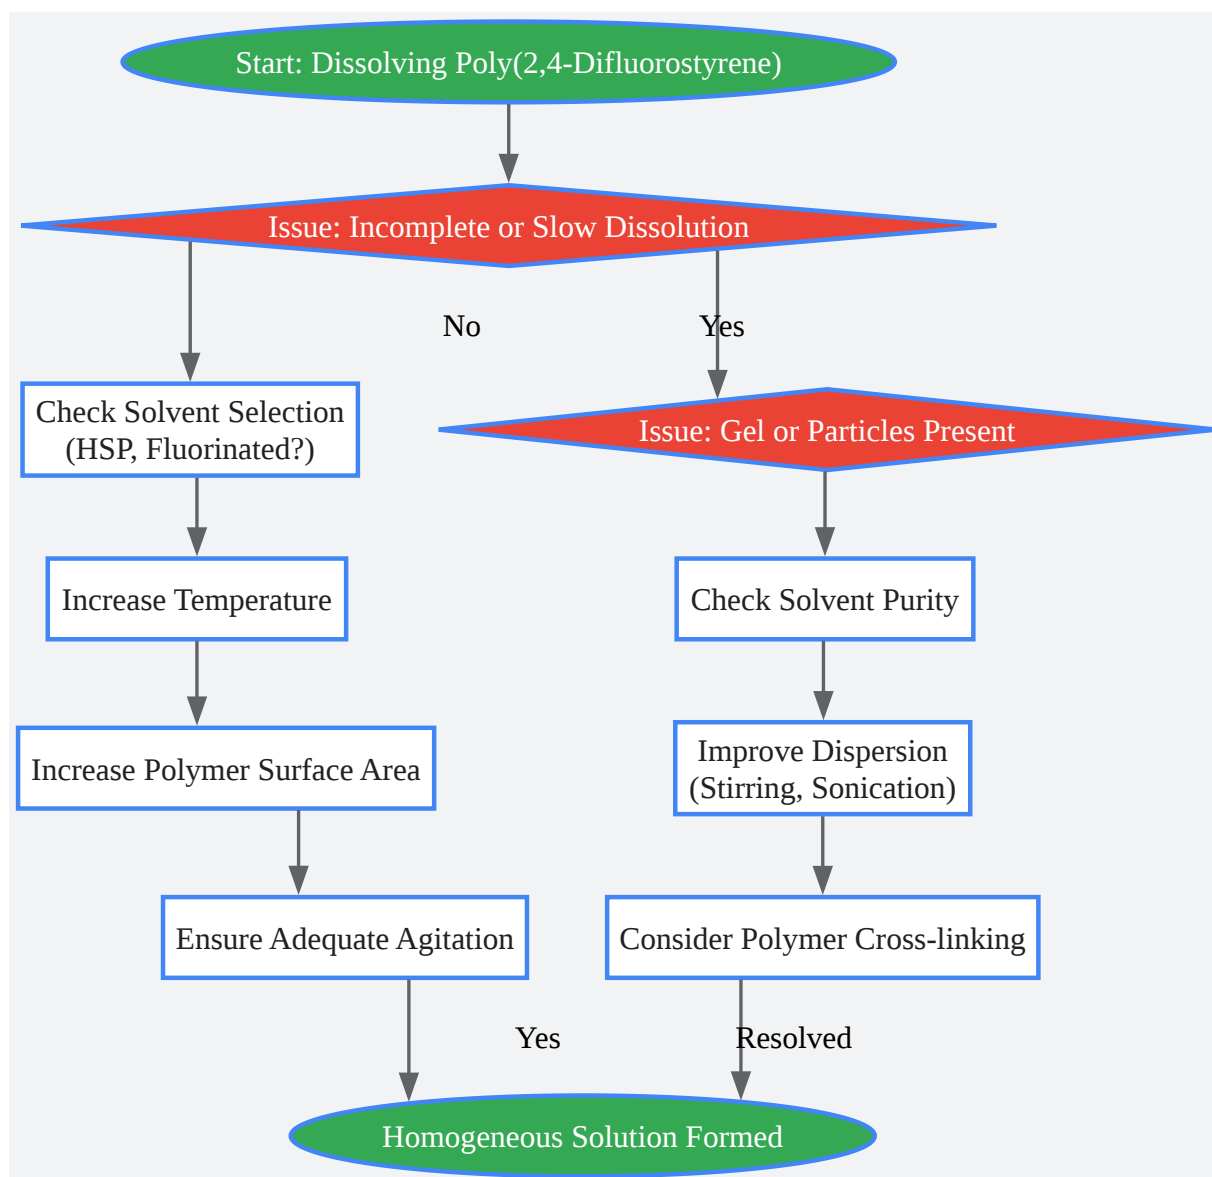 Start: Dissolving Poly(2,4-Difluorostyrene)
Issue: Incomplete or Slow Dissolution
No
Yes
Check Solvent Selection
(HSP, Fluorinated?)
Issue: Gel or Particles Present
Increase Temperature
Check Solvent Purity
Increase Polymer Surface Area
Improve Dispersion
(Stirring, Sonication)
Ensure Adequate Agitation
Consider Polymer Cross-linking
Yes
Resolved
Homogeneous Solution Formed